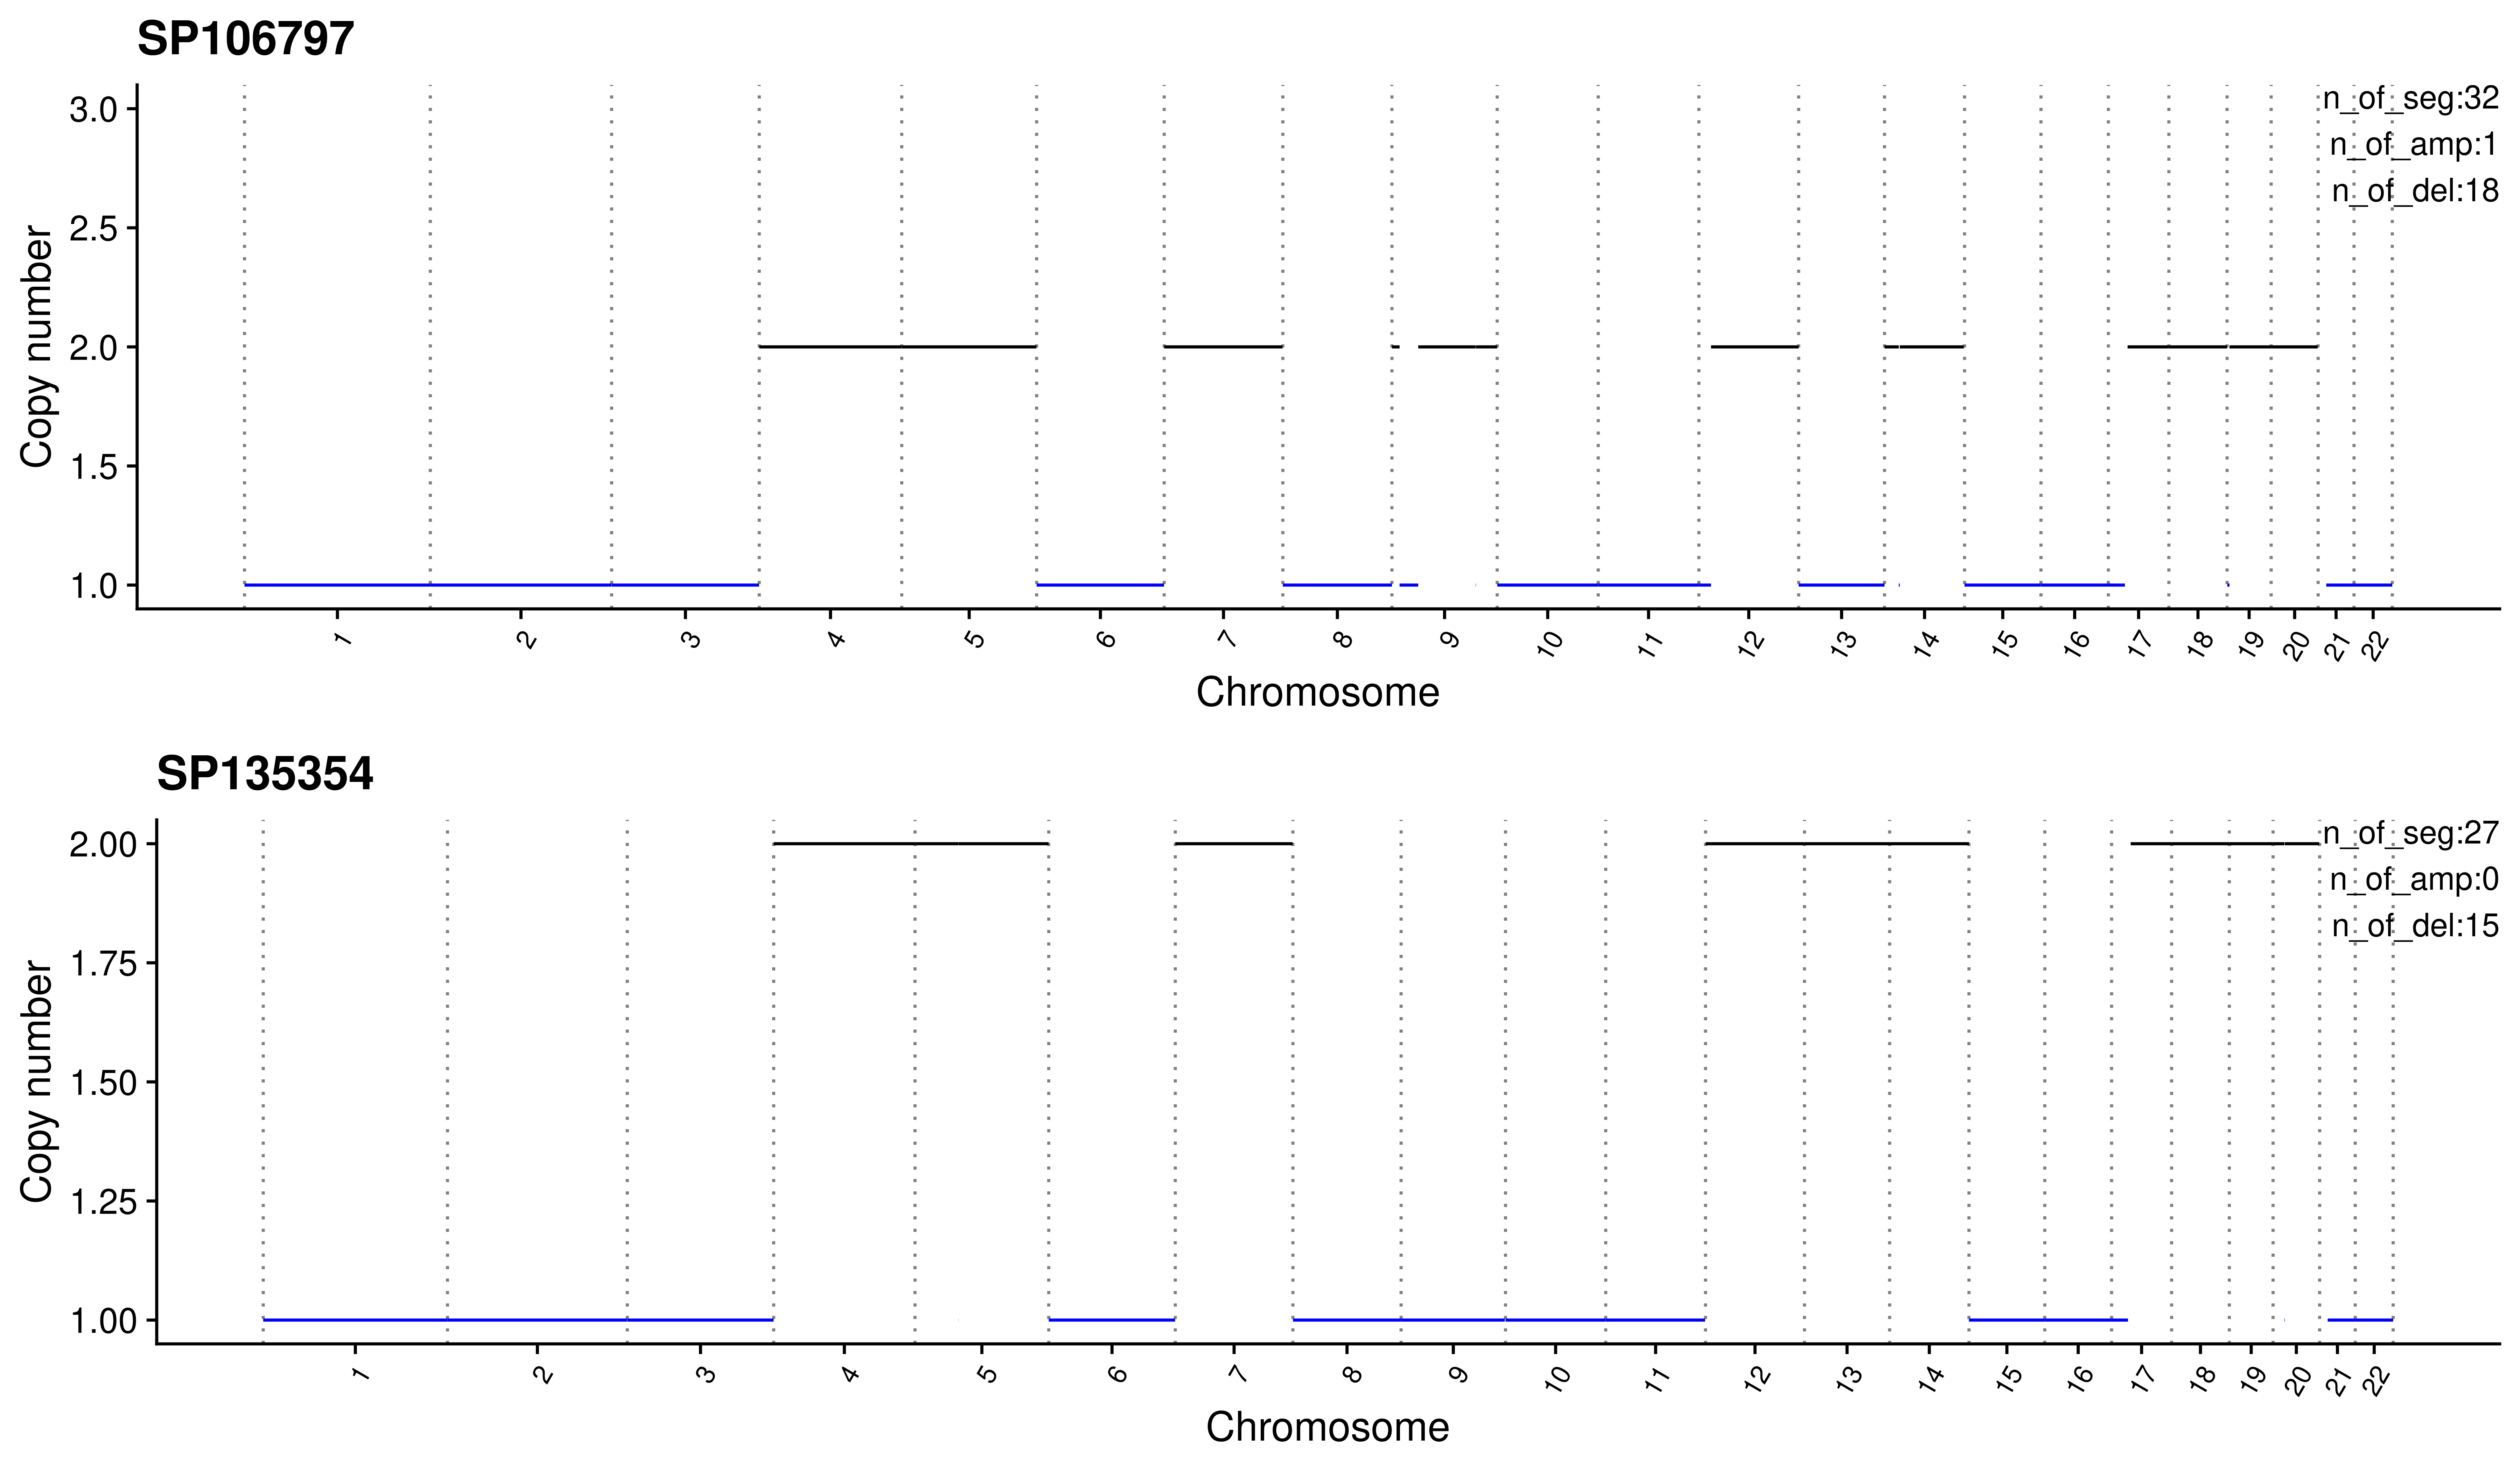 SP106797
3.0
2.5
2.0
1.5
1.0
Copy number
n_of_seg:32
n_of_amp:1
n_of_del:18
1 2 3 4 5 6 7 8 9 10 11 12 13 14 15 16 17 18 19 20 21 22
Chromosome
SP135354
2.00
1.75
1.50
1.25
1.00
Copy number
n_of_seg:27
n_of_amp:0
n_of_del:15
1 2 3 4 5 6 7 8 9 10 11 12 13 14 15 16 17 18 19 20 21 22
Chromosome